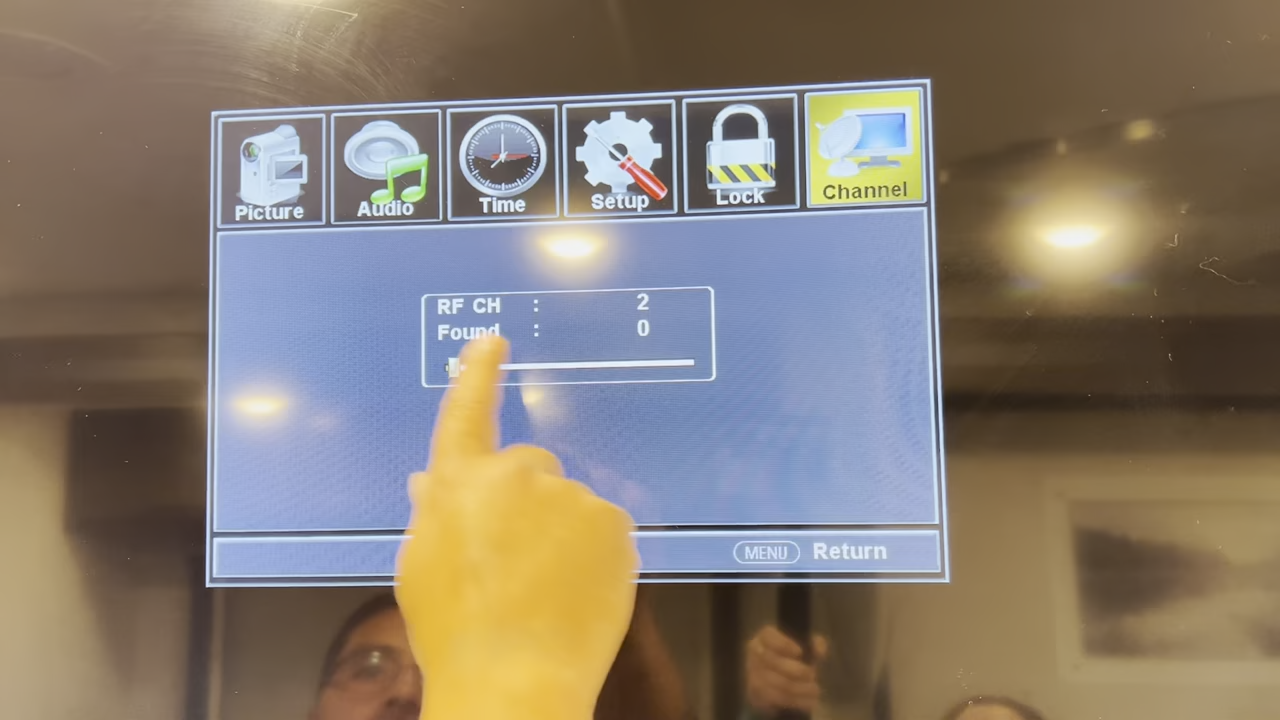 Picture
Audio
Time
Setup
Lock
Channel
RF CH : 2
Found : 0
MENU Return